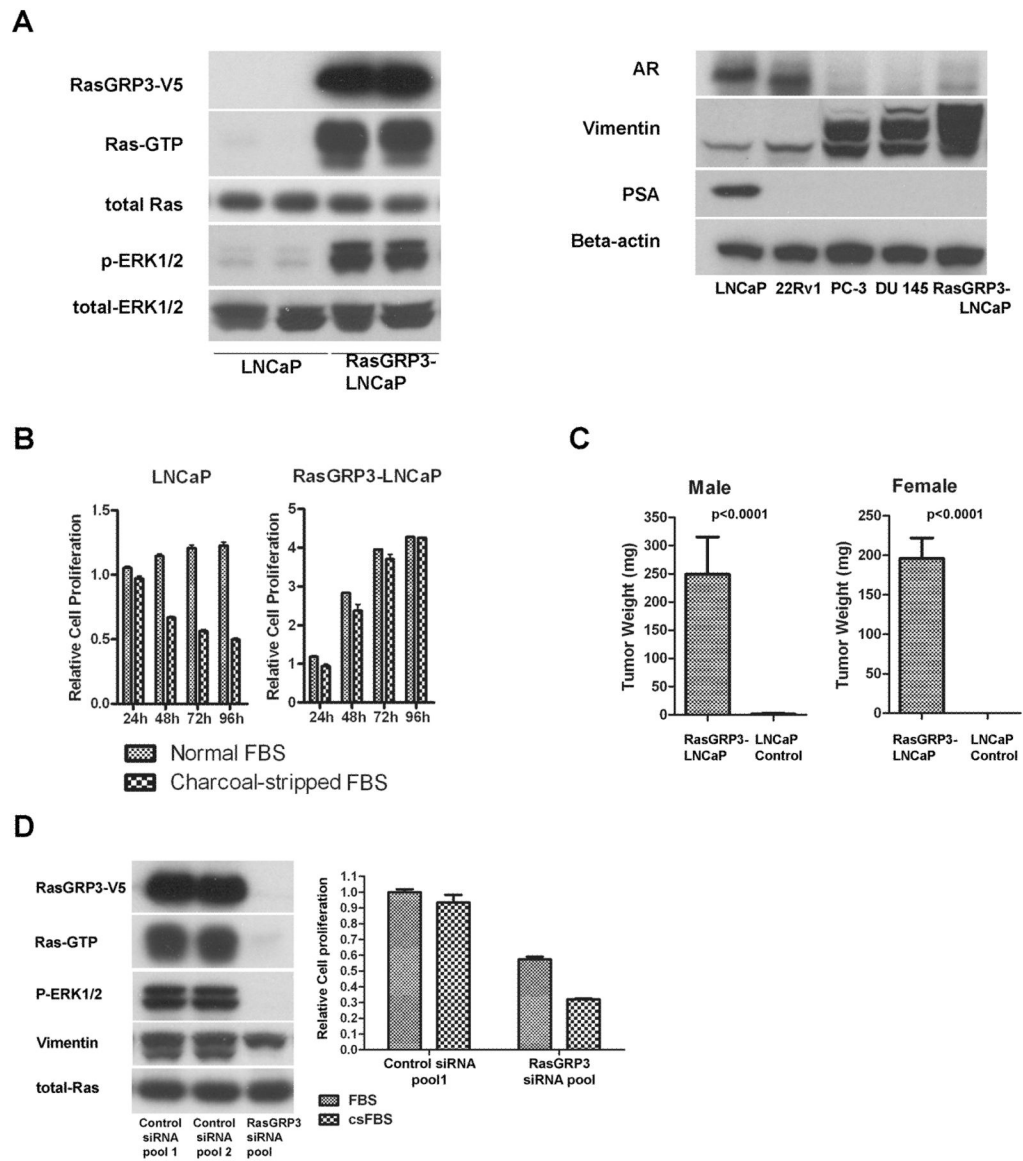 A
RasGRP3-V5
Ras-GTP
total Ras
p-ERK1/2
total-ERK1/2
LNCaP
RasGRP3-
LNCaP
AR
Vimentin
PSA
Beta-actin
LNCaP 22Rv1 PC-3 DU 145 RasGRP3-
LNCaP
B
LNCaP
Relative Cell Proliferation
1.5
1.0
0.5
0.0
24h 48h 72h 96h
RasGRP3-LNCaP
Relative Cell Proliferation
5
4
3
2
1
0
24h 48h 72h 96h
Normal FBS
Charcoal-stripped FBS
C
Male
p<0.0001
Tumor Weight (mg)
350
300
250
200
150
100
50
0
RasGRP3-
LNCaP
LNCaP
Control
Female
p<0.0001
Tumor Weight (mg)
250
200
150
100
50
0
RasGRP3-
LNCaP
LNCaP
Control
D
RasGRP3-V5
Ras-GTP
P-ERK1/2
Vimentin
total-Ras
Control
siRNA
pool 1
Control
siRNA
pool 2
RasGRP3
siRNA
pool
Relative Cell proliferation
1.1
1.0
0.9
0.8
0.7
0.6
0.5
0.4
0.3
0.2
0.1
0.0
Control siRNA
pool1
RasGRP3
siRNA pool
FBS
csFBS